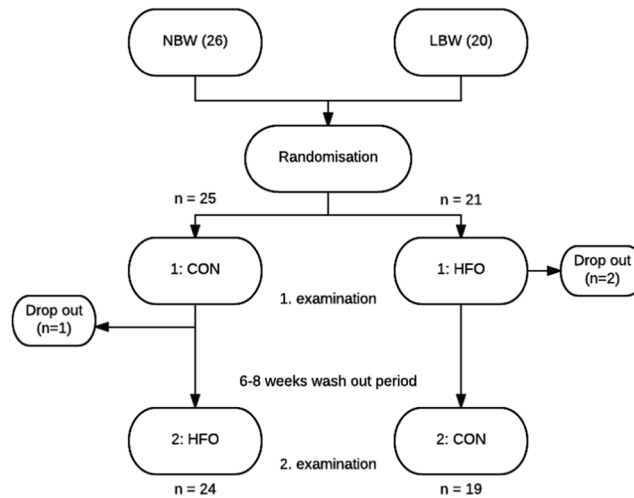 NBW (26)
LBW (20)
Randomisation
n = 25
n = 21
1: CON
1: HFO
Drop out
(n=2)
1. examination
Drop out
(n=1)
6-8 weeks wash out period
2: HFO
2: CON
2. examination
n = 24
n = 19